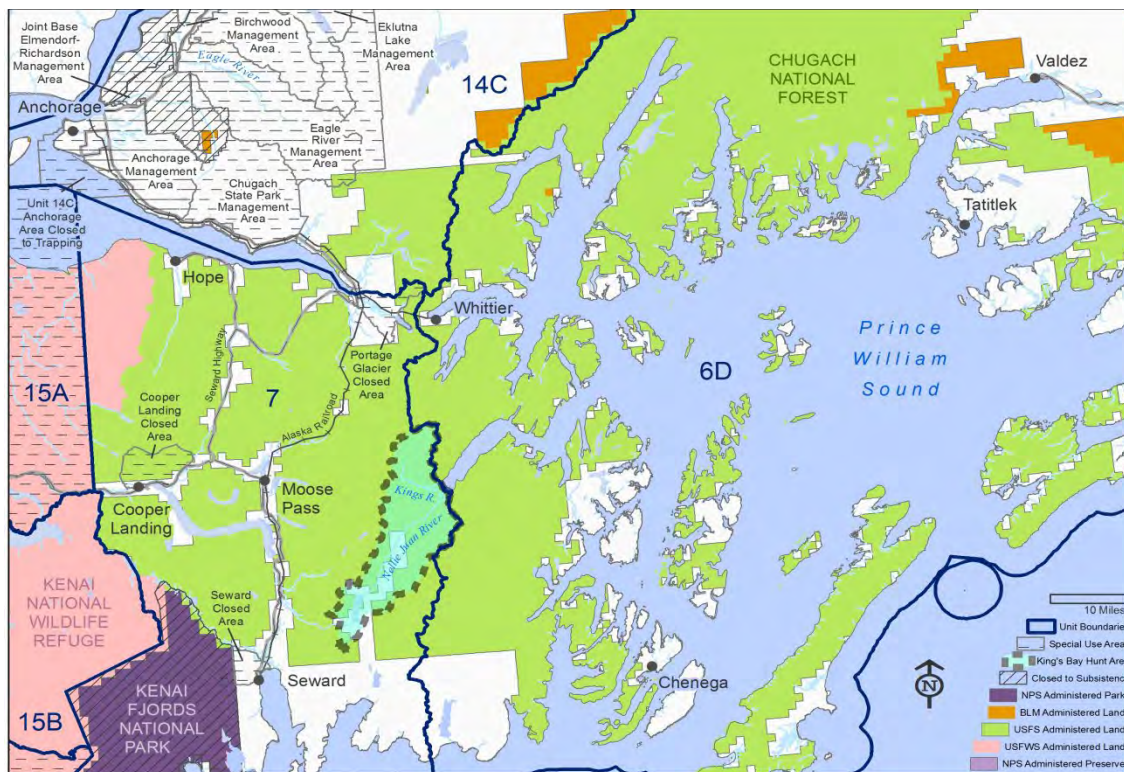 Joint Base
Elmendorf-
Richardson
Management
Area
Birchwood
Management
Area
Eklutna
Lake
Management
Area
Eagle River
14C
CHUGACH
NATIONAL
FOREST
Valdez
Anchorage
Anchorage
Management
Area
Eagle
River
Management
Area
Chugach
State Park
Management
Area
Unit 14C
Anchorage
Area Closed
to Trapping
Tatitlek
Hope
Whittier
Portage
Glacier
Closed
Area
Seward Highway
Alaska Railroad
Prince
William
Sound
15A
7
6D
Cooper
Landing
Closed
Area
Cooper
Landing
Moose
Pass
Kings R.
Nellie Juan River
KENAI
NATIONAL
WILDLIFE
REFUGE
Seward
Closed
Area
Seward
Chenega
15B
KENAI
FJORDS
NATIONAL
PARK
N
10 Miles
Unit Boundarie
Special Use Area
King's Bay Hunt Are
Closed to Subsistenc
NPS Administered Park
BLM Administered Land
USFS Administered Land
USFWS Administered Land
NPS Administered Preserve